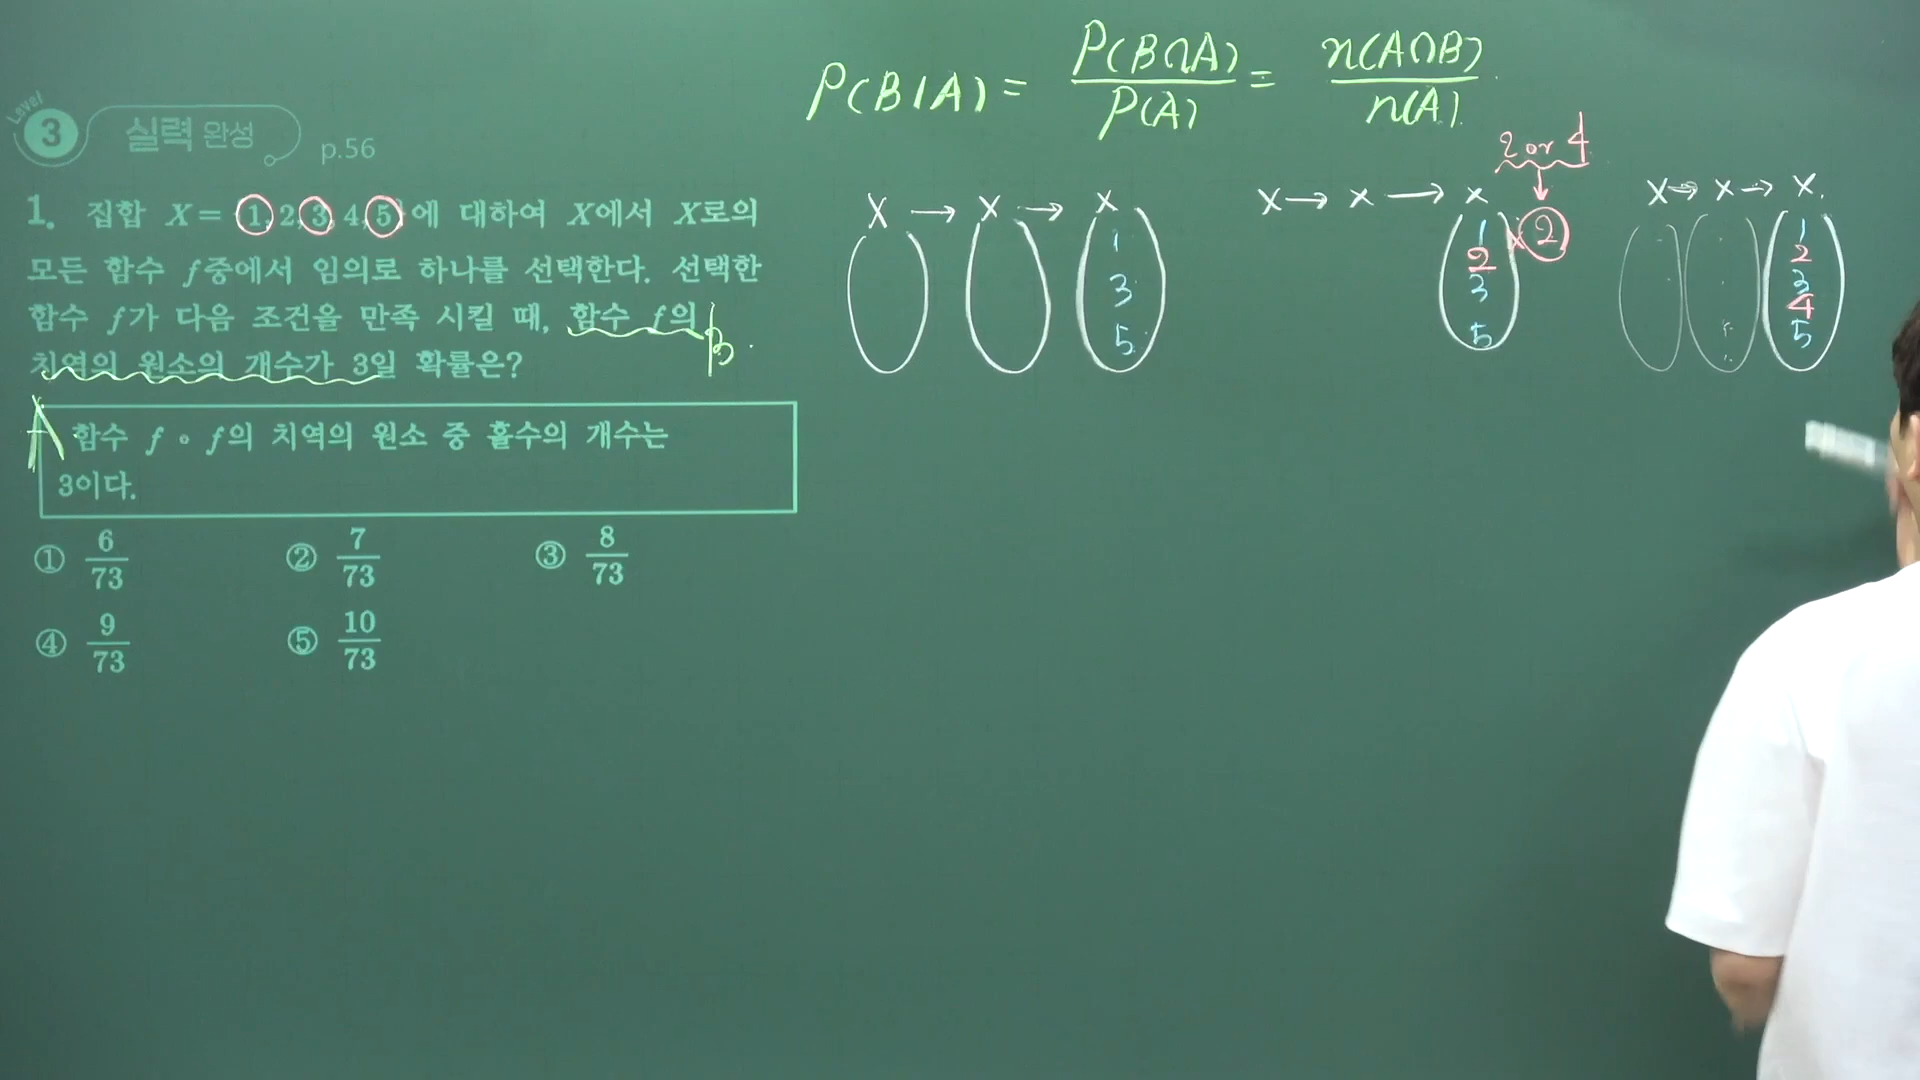 Level 3 실력 완성 p.56
1. 집합 X = {1, 2, 3, 4, 5}에 대하여 X에서 X로의
모든 함수 f중에서 임의로 하나를 선택한다. 선택한
함수 f가 다음 조건을 만족 시킬 때, 함수 f의
치역의 원소의 개수가 3일 확률은?
B
A
함수 f∘f의 치역의 원소 중 홀수의 개수는
3이다.
① 6/73 ② 7/73 ③ 8/73
④ 9/73 ⑤ 10/73
P(B|A) = P(B∩A)/P(A) = n(A∩B)/n(A)
X → X → X
1
3
5
2 or 4
X → X → X
1
2
3
5
× ②
X → X → X
1
2
3
4
5